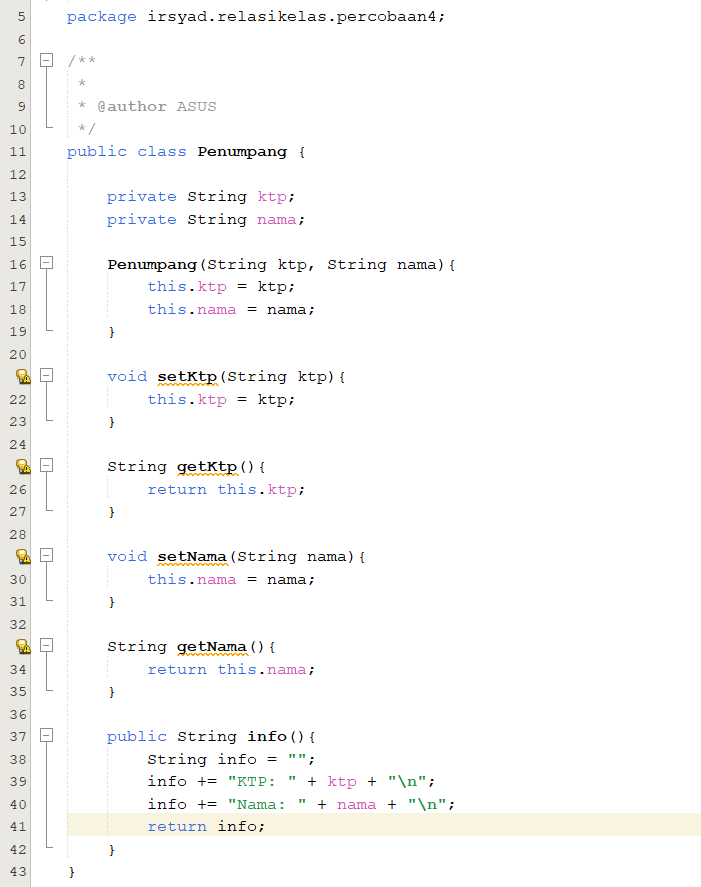 5 package irsyad.relasikelas.percobaan4;
6
7 /**
8 *
9 * @author ASUS
10 */
11 public class Penumpang {
12
13 private String ktp;
14 private String nama;
15
16 Penumpang(String ktp, String nama){
17 this.ktp = ktp;
18 this.nama = nama;
19 }
20
void setKtp(String ktp){
22 this.ktp = ktp;
23 }
24
String getKtp(){
26 return this.ktp;
27 }
28
void setNama(String nama){
30 this.nama = nama;
31 }
32
String getNama(){
34 return this.nama;
35 }
36
37 public String info(){
38 String info = "";
39 info += "KTP: " + ktp + "\n";
40 info += "Nama: " + nama + "\n";
41 return info;
42 }
43 }